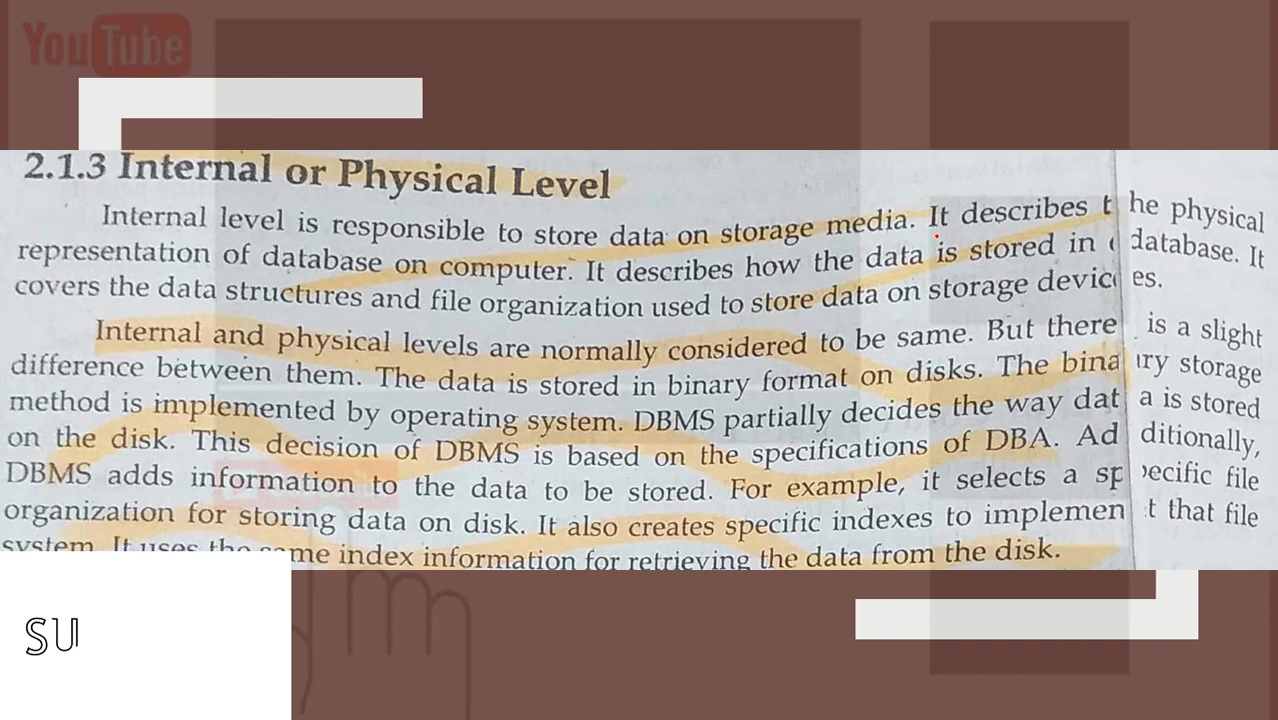 YouTube
2.1.3 Internal or Physical Level
Internal level is responsible to store data on storage media. It describes the physical
representation of database on computer. It describes how the data is stored in database. It
covers the data structures and file organization used to store data on storage devices.
Internal and physical levels are normally considered to be same. But there is a slight
difference between them. The data is stored in binary format on disks. The binary storage
method is implemented by operating system. DBMS partially decides the way data is stored
on the disk. This decision of DBMS is based on the specifications of DBA. Additionally,
DBMS adds information to the data to be stored. For example, it selects a specific file
organization for storing data on disk. It also creates specific indexes to implement that file
system. It uses the same index information for retrieving the data from the disk.
SU